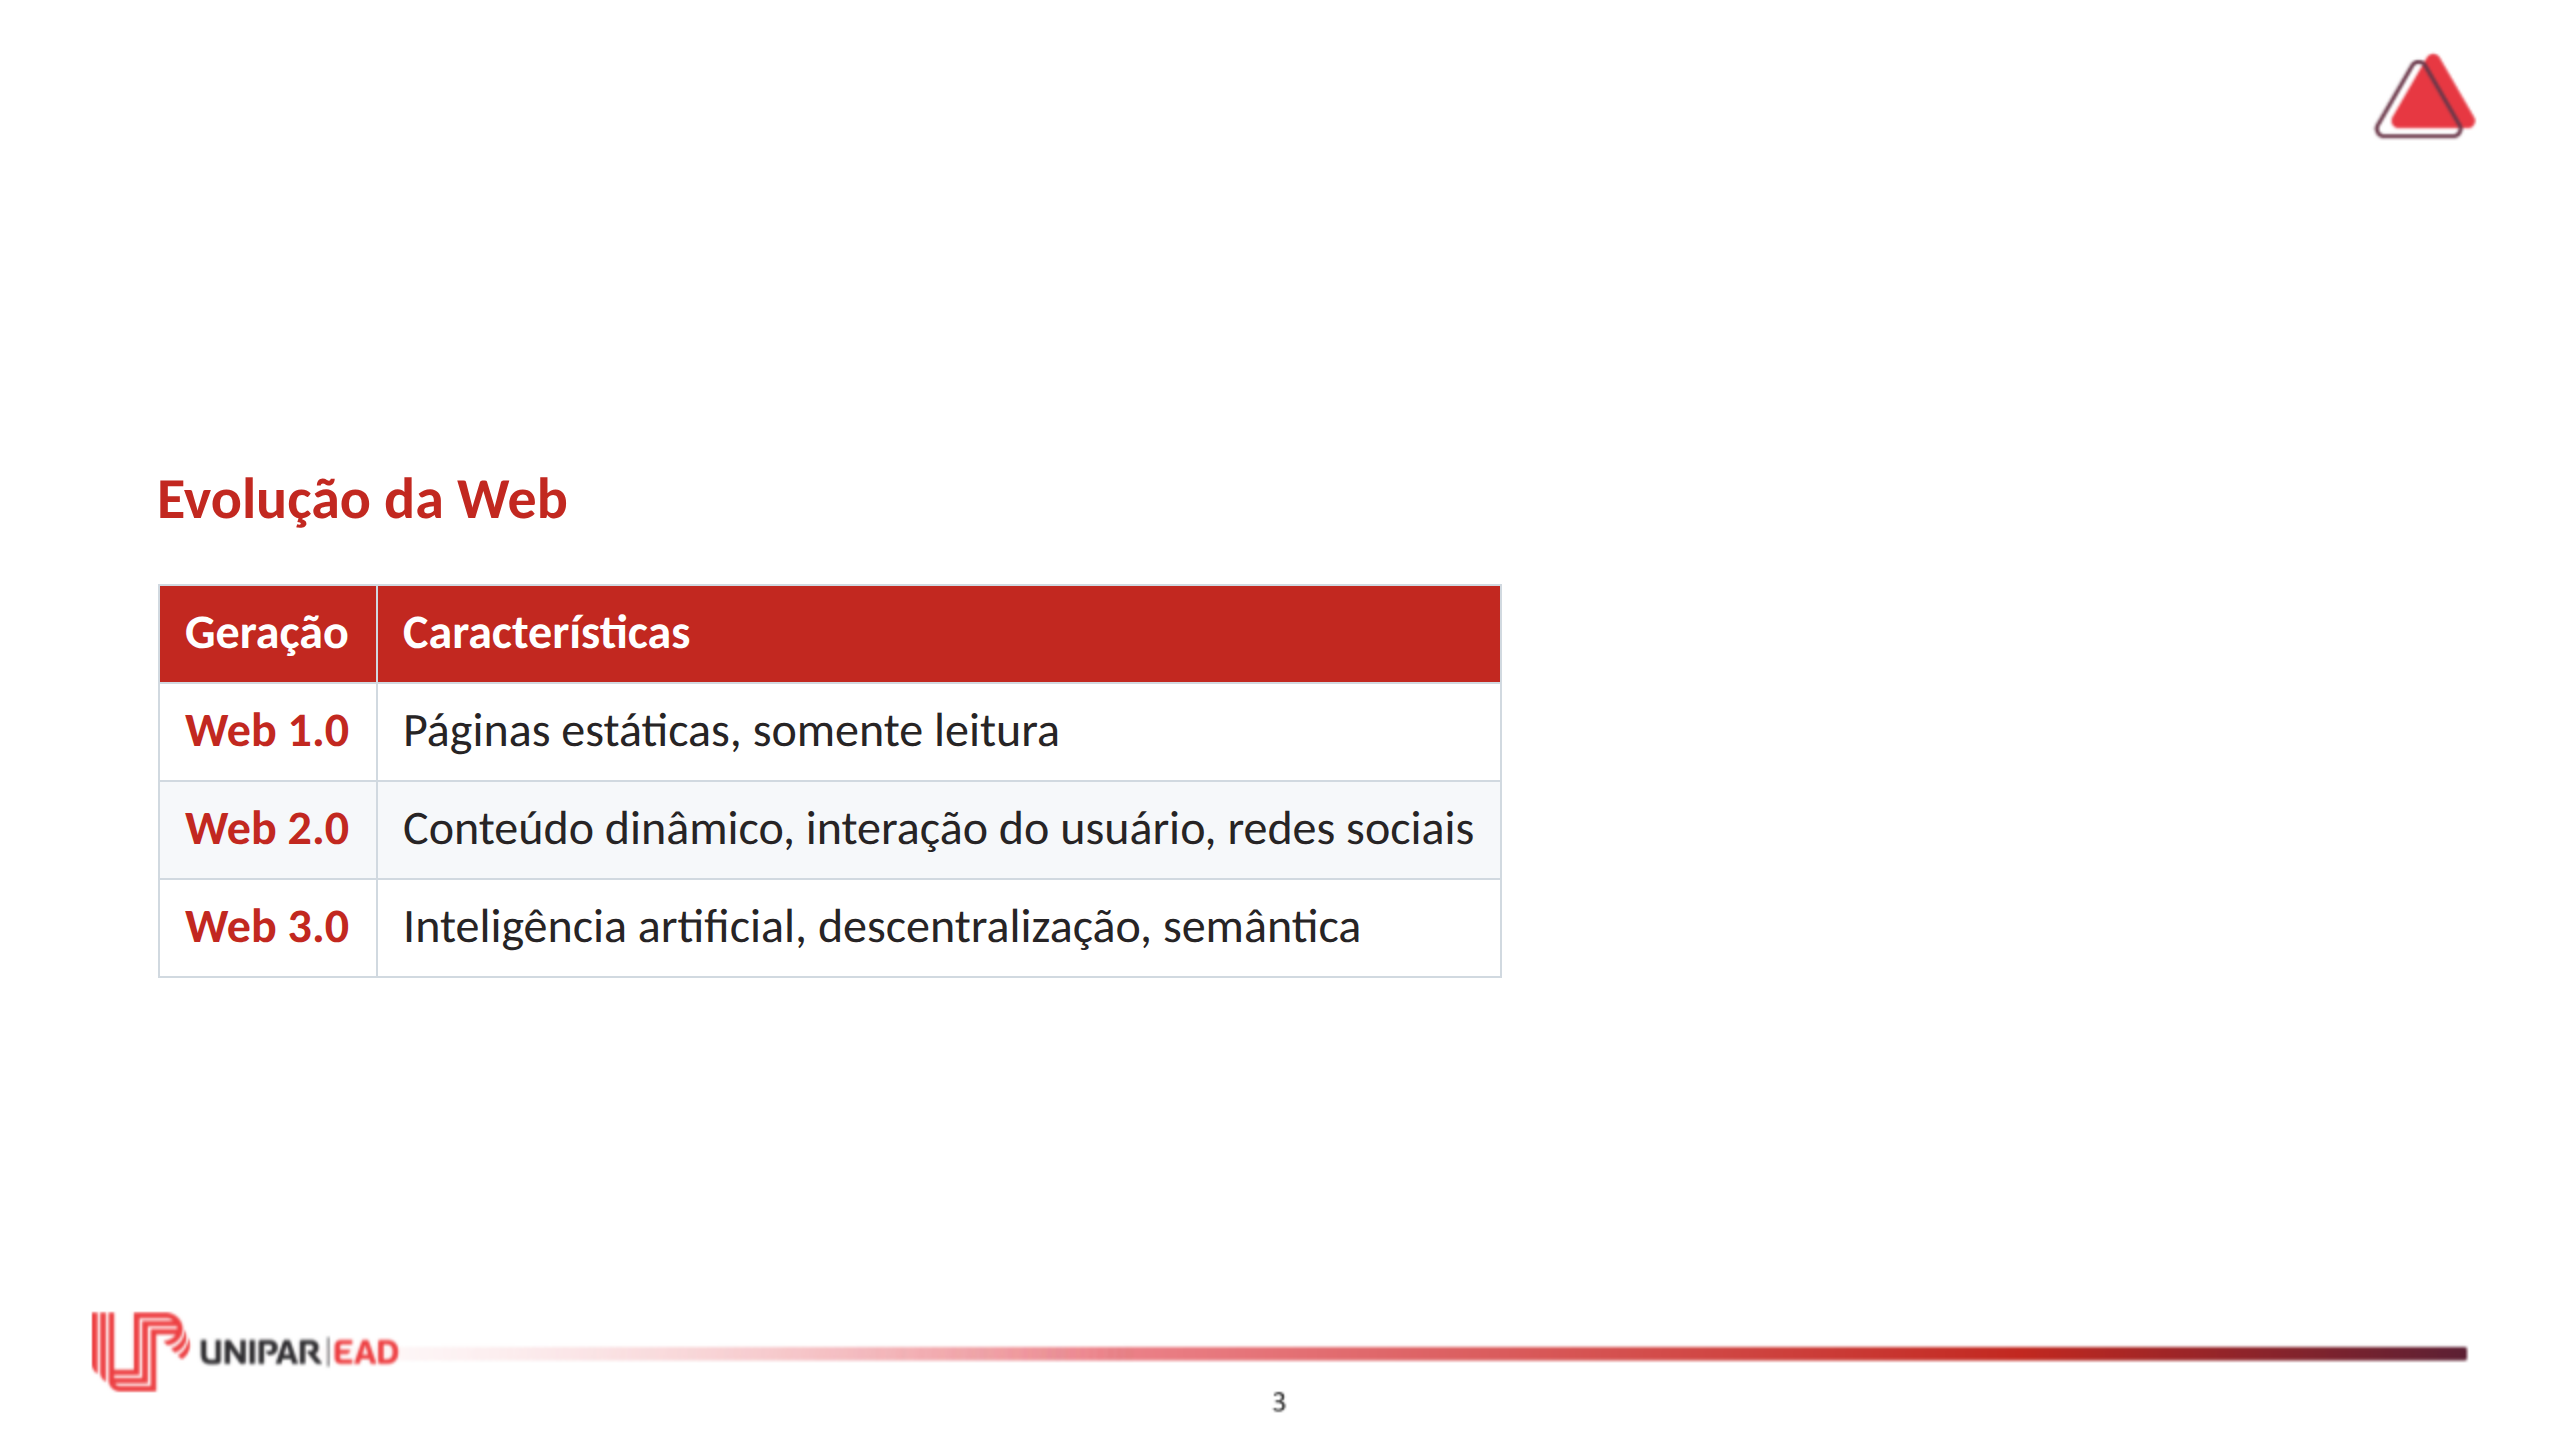 Evolução da Web
Geração Características
Web 1.0 Páginas estáticas, somente leitura
Web 2.0 Conteúdo dinâmico, interação do usuário, redes sociais
Web 3.0 Inteligência artificial, descentralização, semântica
UNIPAR|EAD
3